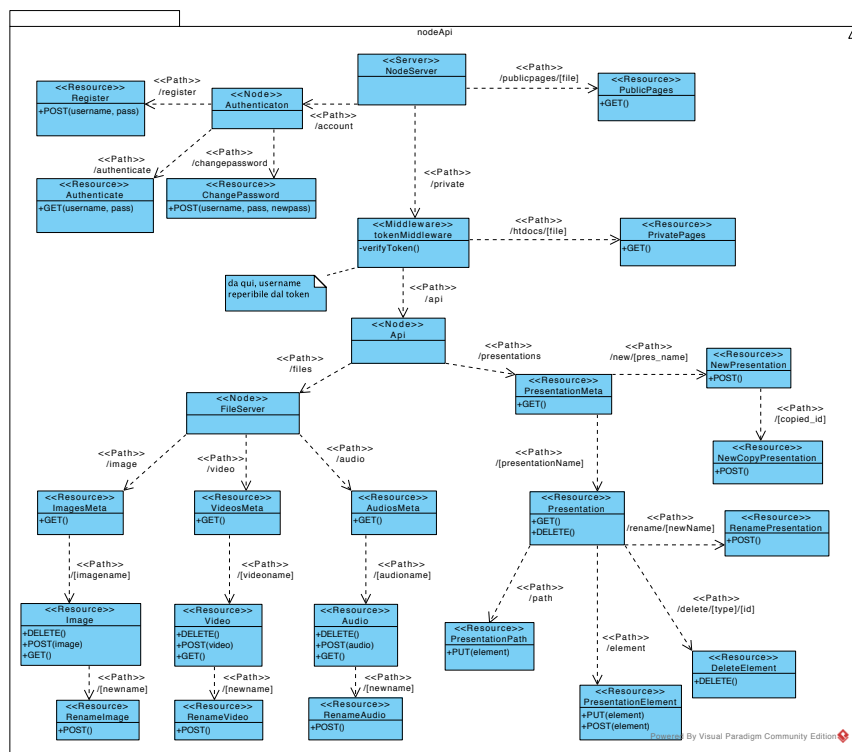 nodeApi
<<Server>>
NodeServer
<<Path>>
/publicpages/[file]
<<Resource>>
PublicPages
+GET()
<<Path>>
/account
<<Node>>
Authenticaton
<<Path>>
/register
<<Resource>>
Register
+POST(username, pass)
<<Path>>
/authenticate
<<Resource>>
Authenticate
+GET(username, pass)
<<Path>>
/changepassword
<<Resource>>
ChangePassword
+POST(username, pass, newpass)
<<Path>>
/private
<<Middleware>>
tokenMiddleware
-verifyToken()
<<Path>>
/htdocs/[file]
<<Resource>>
PrivatePages
+GET()
da qui, username
reperibile dal token
<<Path>>
/api
<<Node>>
Api
<<Path>>
/files
<<Path>>
/presentations
<<Node>>
FileServer
<<Resource>>
PresentationMeta
+GET()
<<Path>>
/new/[pres_name]
<<Resource>>
NewPresentation
+POST()
<<Path>>
/[copied_id]
<<Resource>>
NewCopyPresentation
+POST()
<<Path>>
/image
<<Path>>
/video
<<Path>>
/audio
<<Path>>
/[presentationName]
<<Resource>>
ImagesMeta
+GET()
<<Resource>>
VideosMeta
+GET()
<<Resource>>
AudiosMeta
+GET()
<<Resource>>
Presentation
+GET()
+DELETE()
<<Path>>
/rename/[newName]
<<Resource>>
RenamePresentation
+POST()
<<Path>>
/[imagename]
<<Path>>
/[videoname]
<<Path>>
/[audioname]
<<Path>>
/path
<<Path>>
/element
<<Path>>
/delete/[type]/[id]
<<Resource>>
Image
+DELETE()
+POST(image)
+GET()
<<Resource>>
Video
+DELETE()
+POST(video)
+GET()
<<Resource>>
Audio
+DELETE()
+POST(audio)
+GET()
<<Resource>>
PresentationPath
+PUT(element)
<<Resource>>
DeleteElement
+DELETE()
<<Path>>
/[newname]
<<Path>>
/[newname]
<<Path>>
/[newname]
<<Resource>>
RenameImage
+POST()
<<Resource>>
RenameVideo
+POST()
<<Resource>>
RenameAudio
+POST()
<<Resource>>
PresentationElement
+PUT(element)
+POST(element)
Powered By Visual Paradigm Community Edition